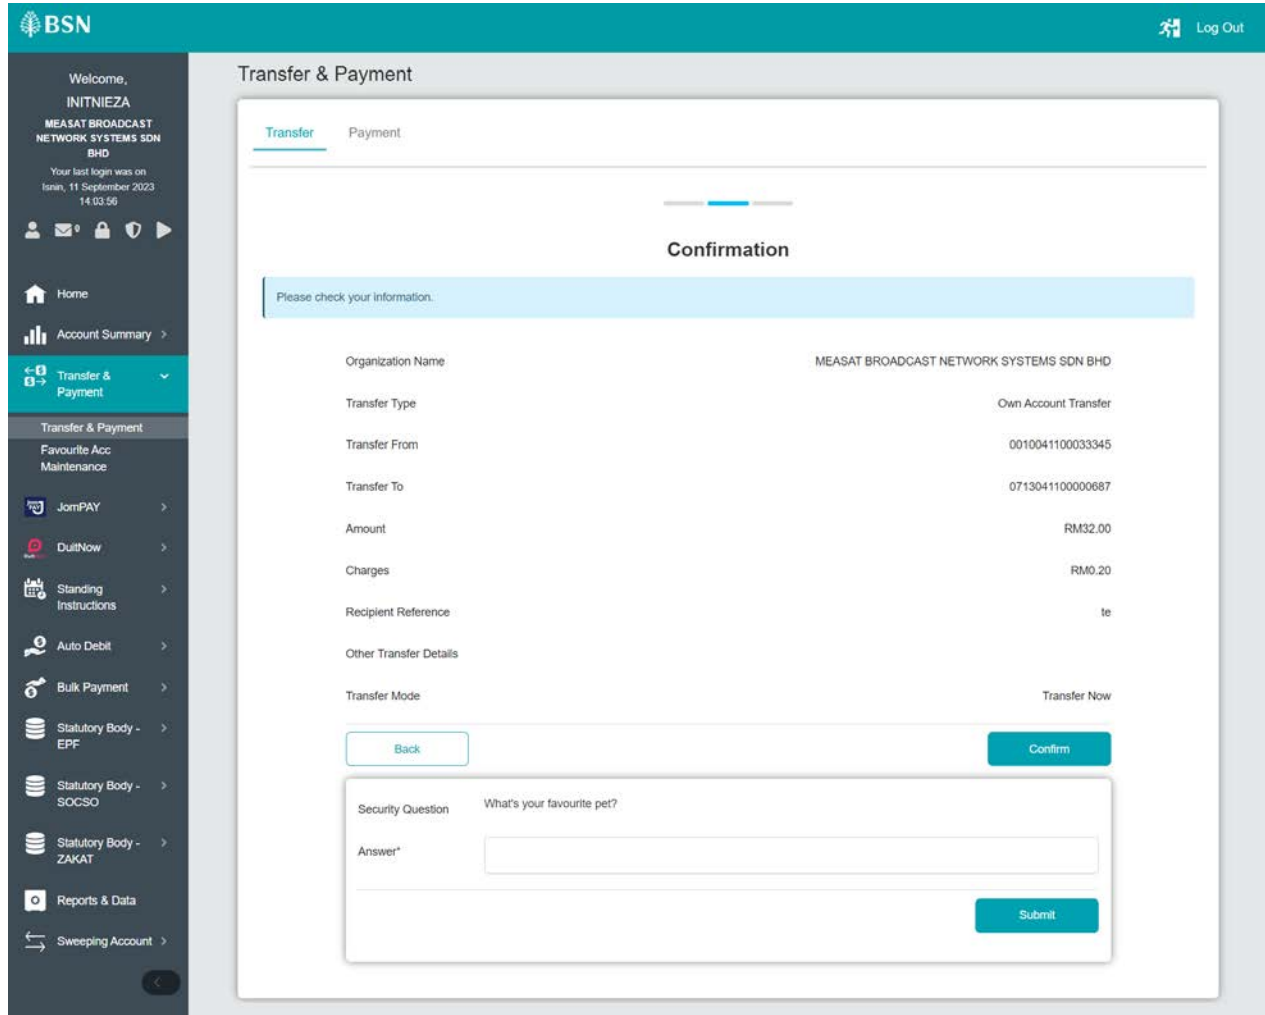 BSN
Log Out
Welcome,
INITNIEZA
MEASAT BROADCAST
NETWORK SYSTEMS SDN
BHD
Your last login was on
Isnin, 11 September 2023
14:03:56
0
Home
Account Summary
Transfer &
Payment
Transfer & Payment
Favourite Acc
Maintenance
JomPAY
DuitNow
Standing
Instructions
Auto Debit
Bulk Payment
Statutory Body -
EPF
Statutory Body -
SOCSO
Statutory Body -
ZAKAT
Reports & Data
Sweeping Account
Transfer & Payment
Transfer Payment
Confirmation
Please check your information.
Organization Name MEASAT BROADCAST NETWORK SYSTEMS SDN BHD
Transfer Type Own Account Transfer
Transfer From 0010041100033345
Transfer To 0713041100000687
Amount RM32.00
Charges RM0.20
Recipient Reference te
Other Transfer Details
Transfer Mode Transfer Now
Back Confirm
Security Question What's your favourite pet?
Answer*
Submit